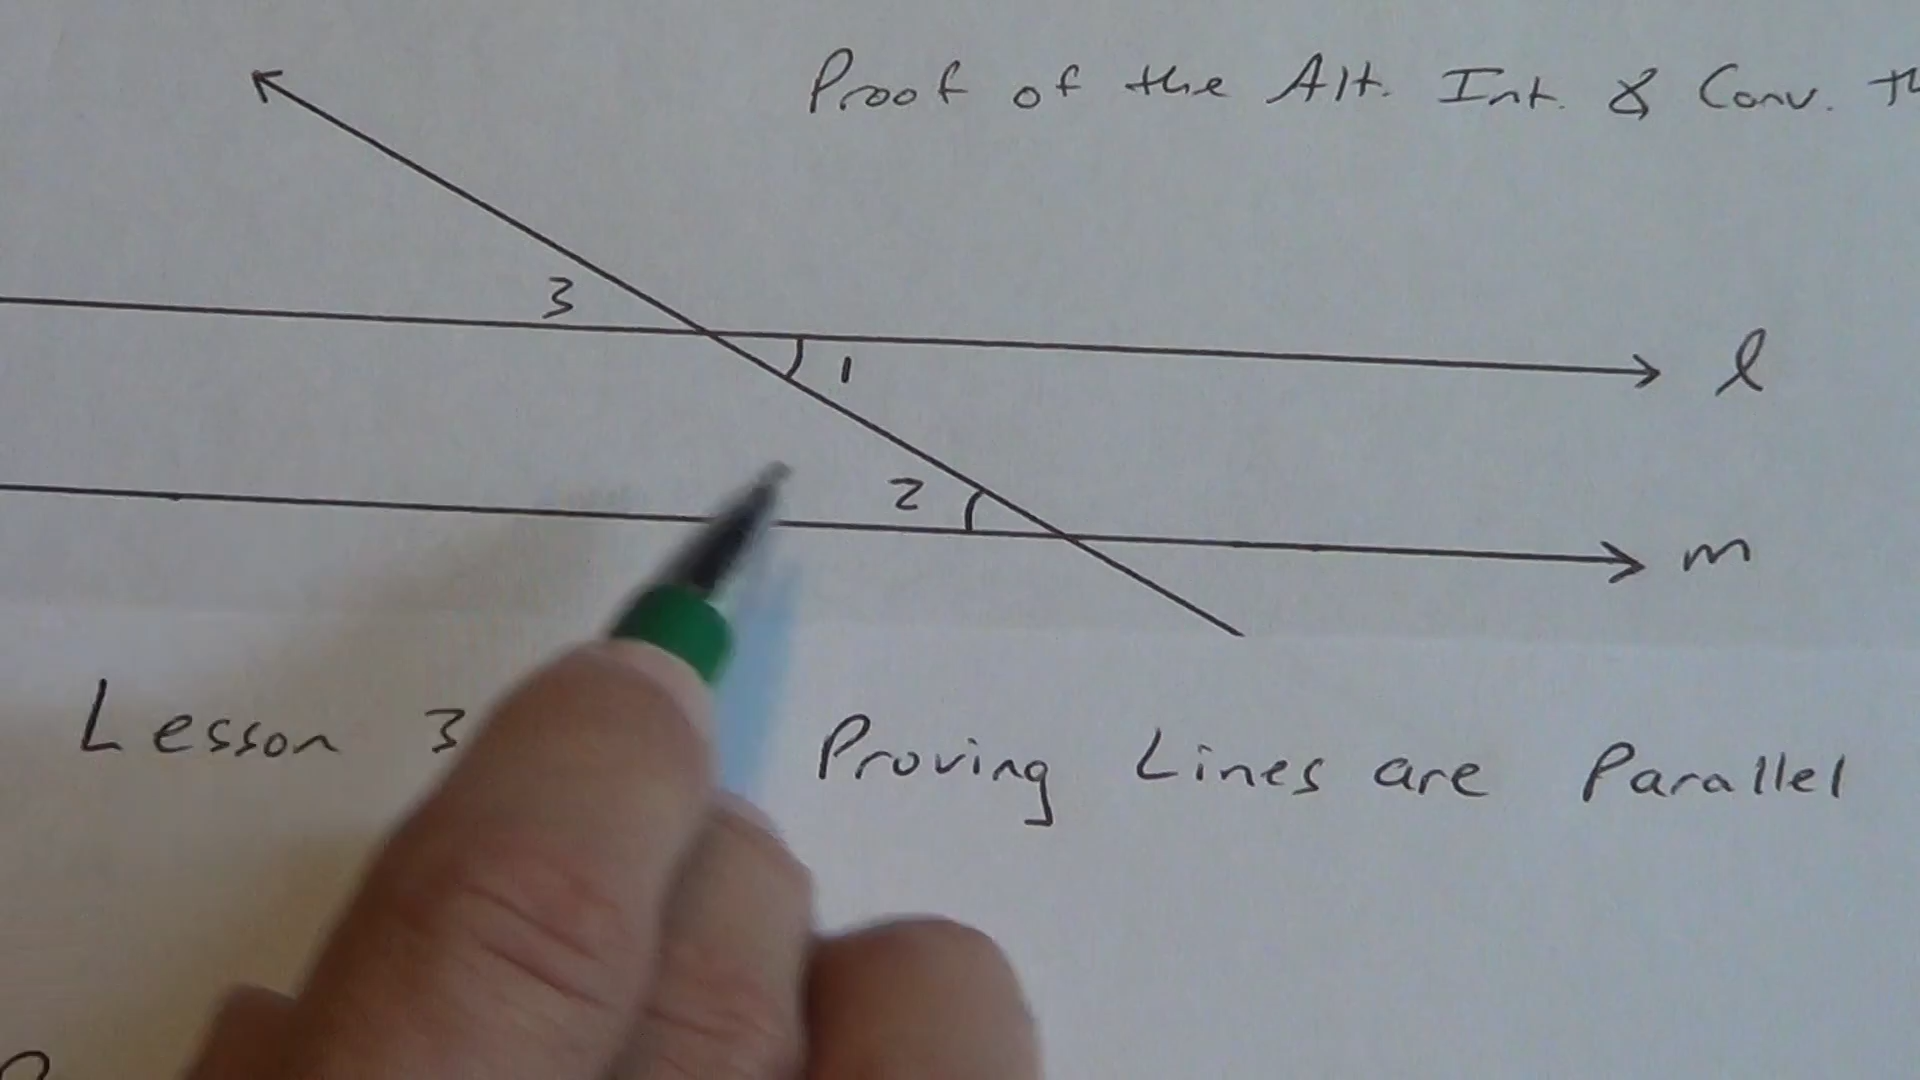 Proof of the Alt. Int. & Conv.
3
1
l
2
m
Lesson 3 Proving Lines are Parallel